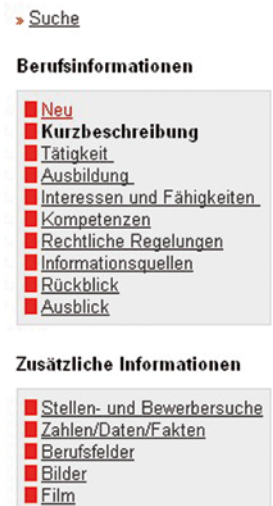 » Suche
Berufsinformationen
Neu
Kurzbeschreibung
Tätigkeit
Ausbildung
Interessen und Fähigkeiten
Kompetenzen
Rechtliche Regelungen
Informationsquellen
Rückblick
Ausblick
Zusätzliche Informationen
Stellen- und Bewerbersuche
Zahlen/Daten/Fakten
Berufsfelder
Bilder
Film